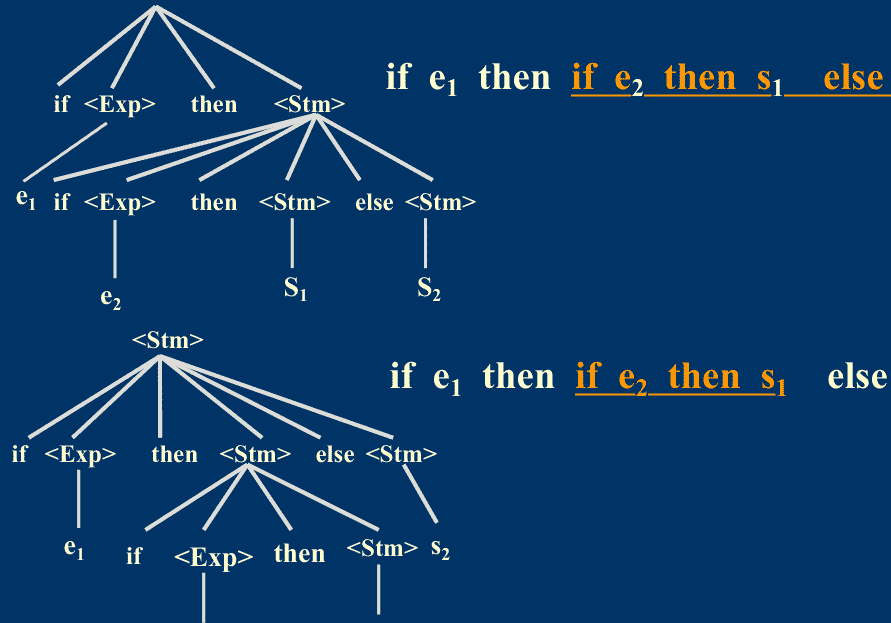 if e₁ then if e₂ then s₁ else
if <Exp> then <Stm>
e₁ if <Exp> then <Stm> else <Stm>
e₂ S₁ S₂
<Stm>
if e₁ then if e₂ then s₁ else
if <Exp> then <Stm> else <Stm>
e₁ if <Exp> then <Stm> s₂